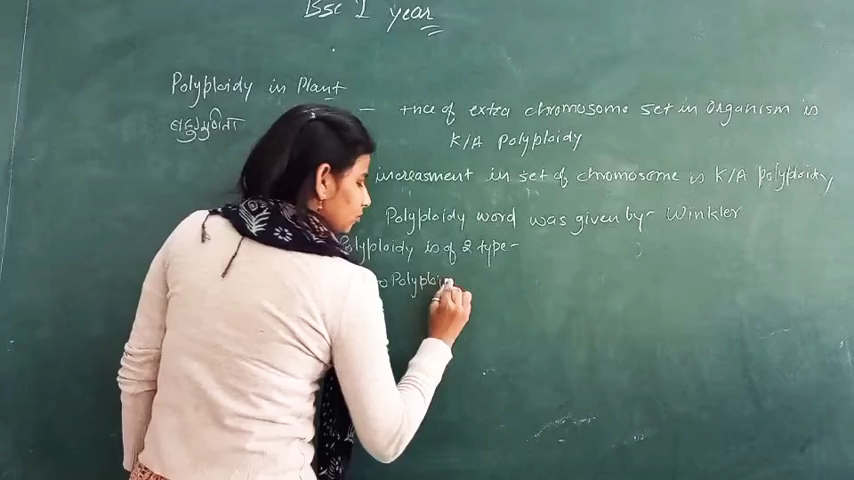 Bsc I year
Polyploidy in Plant
बहुगुणिता
— +nce of extra chromosome set in Organism is
K/A polyploidy
increasment in set of chromosome is K/A polyploidy
Polyploidy word was given by- Winkler
Polyploidy is of 2 type-
Polyploi